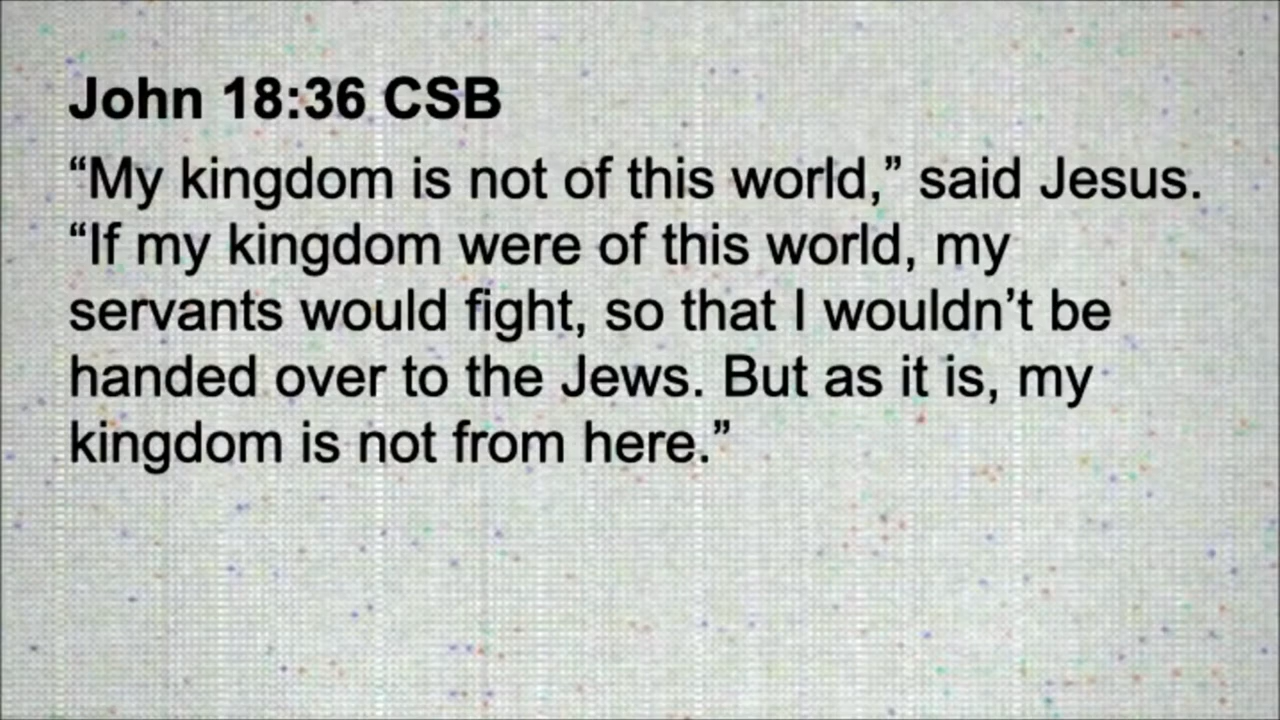 John 18:36 CSB
“My kingdom is not of this world,” said Jesus.
“If my kingdom were of this world, my
servants would fight, so that I wouldn’t be
handed over to the Jews. But as it is, my
kingdom is not from here.”